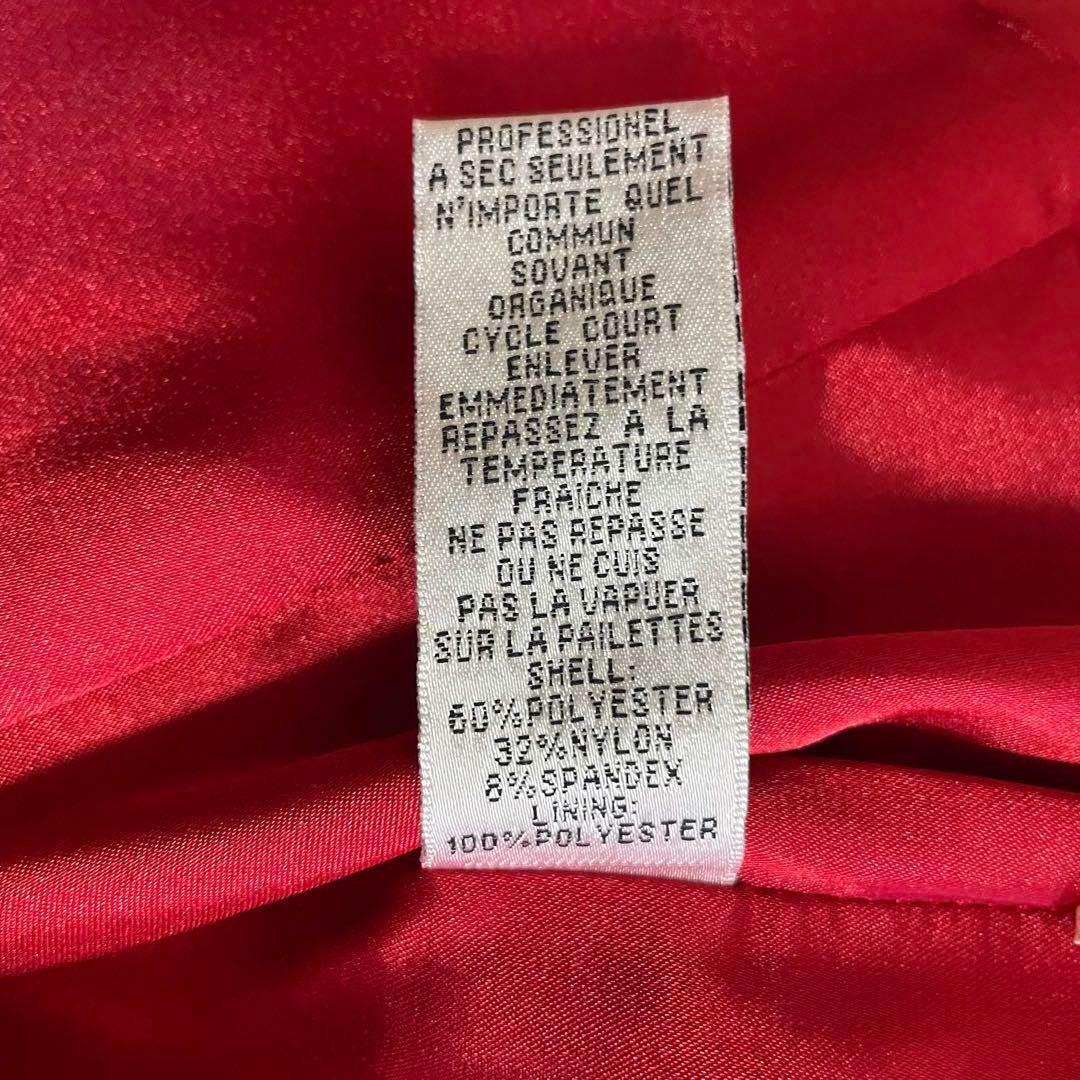 PROFESSIONEL
A SEC SEULEMENT
N'IMPORTE QUEL
COMMUN
SOVANT
ORGANIQUE
CYCLE COURT
ENLEVER
EMMEDIATEMENT
REPASSEZ A LA
TEMPERATURE
FRAICHE
NE PAS REPASSE
OU NE CUIS
PAS LA VAPUER
SUR LA PAILETTES
SHELL:
60%POLYESTER
32%NYLON
8%SPANDEX
LINING:
100%POLYESTER